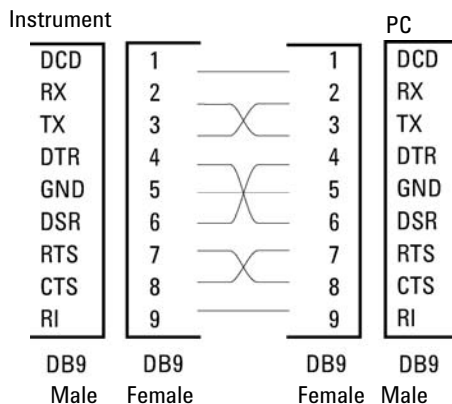 Instrument PC
DCD 1 1 DCD
RX 2 2 RX
TX 3 3 TX
DTR 4 4 DTR
GND 5 5 GND
DSR 6 6 DSR
RTS 7 7 RTS
CTS 8 8 CTS
RI 9 9 RI
DB9 DB9 DB9 DB9
Male Female Female Male